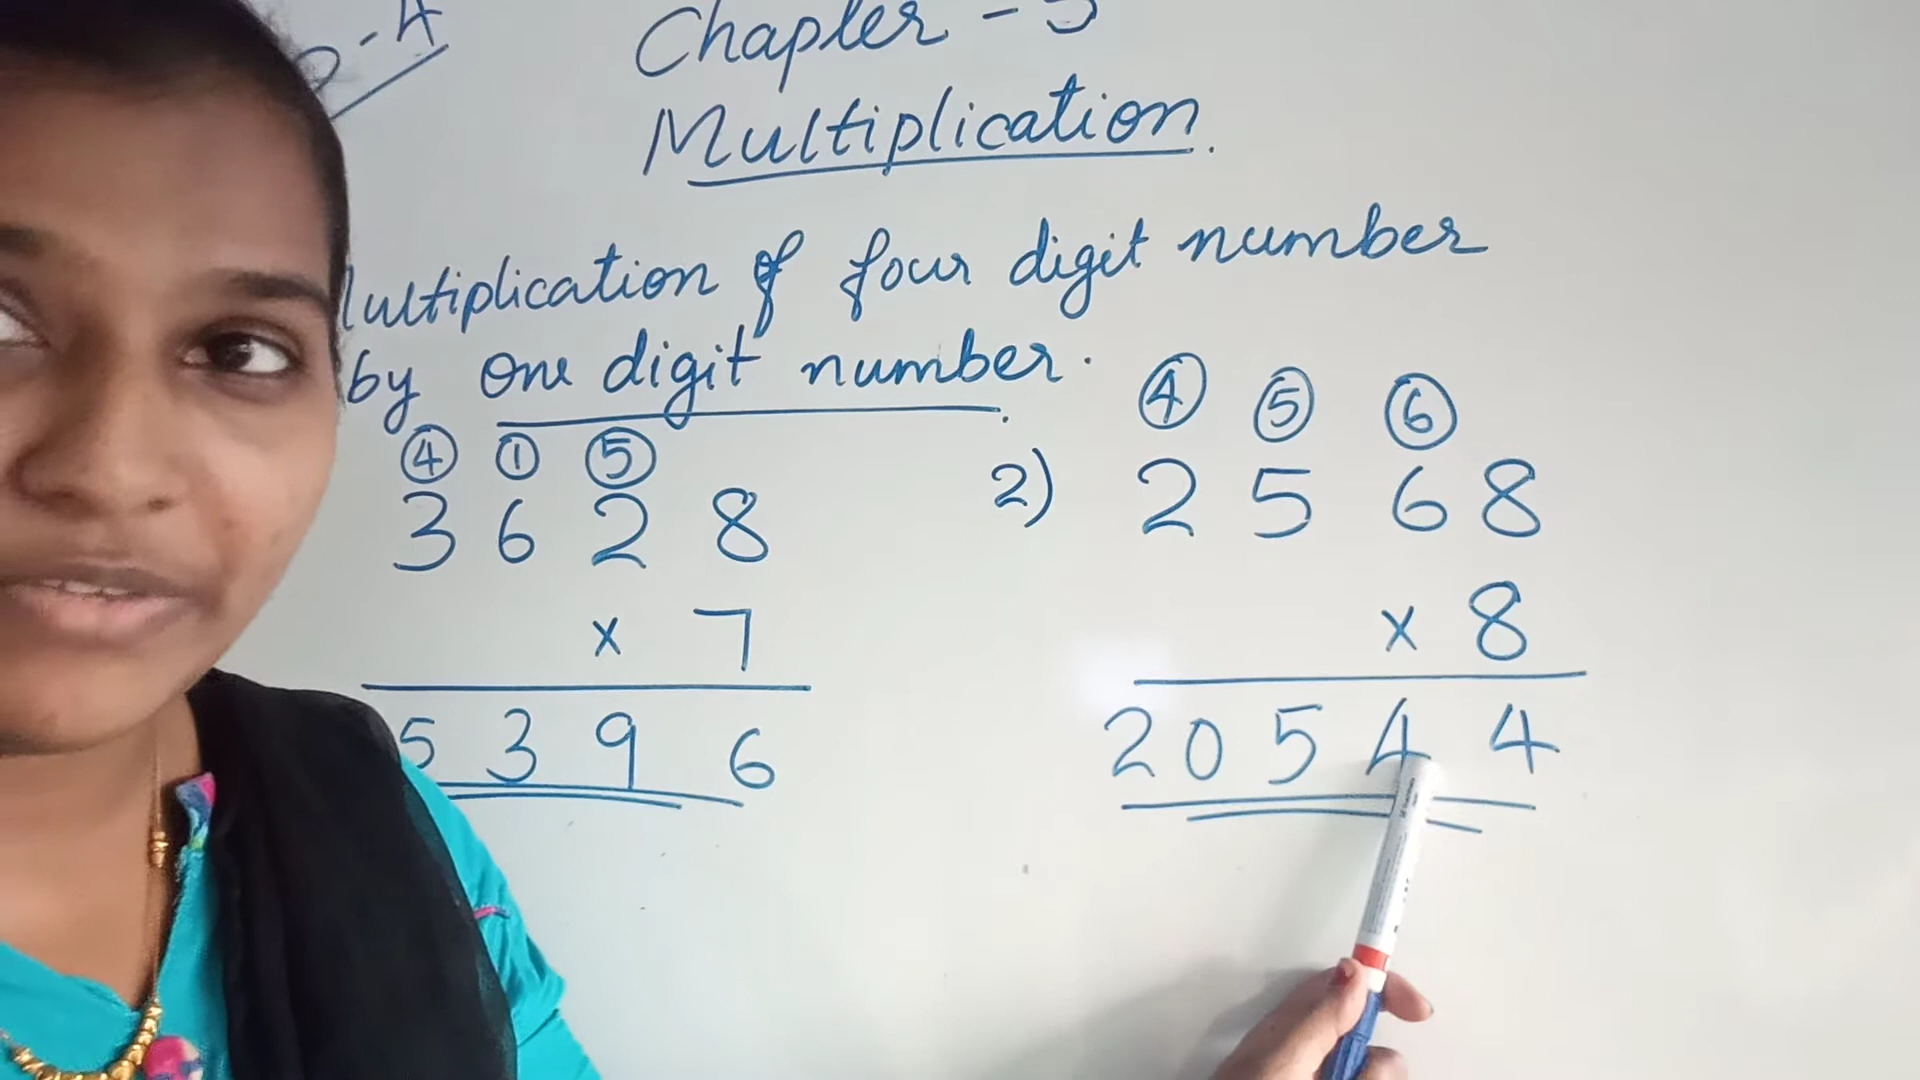 Chapter - 5
Multiplication.
Multiplication of four digit number
by one digit number.
④ ① ⑤
3 6 2 8
x 7
5 3 9 6
2) ④ ⑤ ⑥
2 5 6 8
x 8
2 0 5 4 4